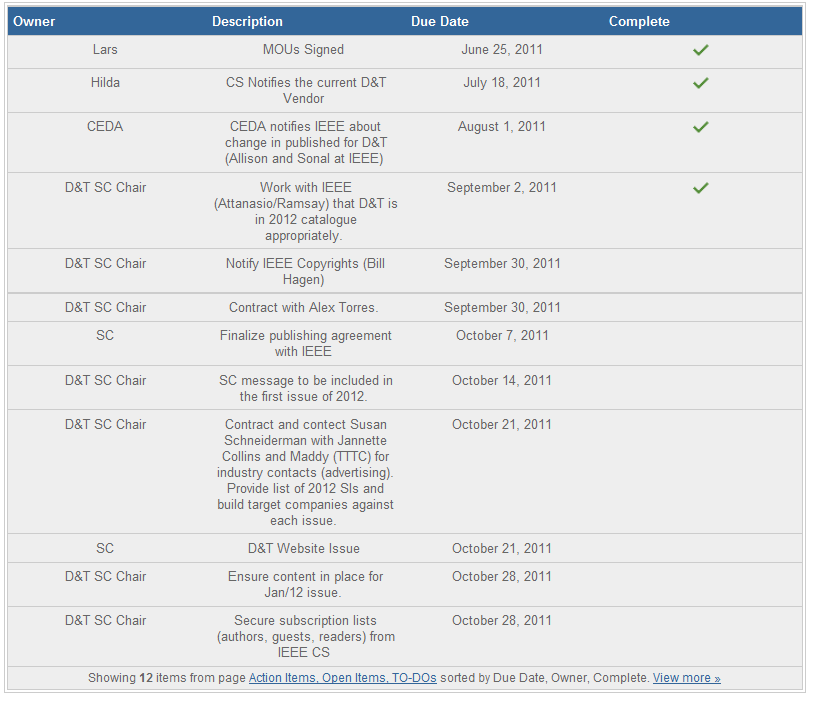 Owner Description Due Date Complete
Lars MOUs Signed June 25, 2011
Hilda CS Notifies the current D&T July 18, 2011
Vendor
CEDA CEDA notifies IEEE about August 1, 2011
change in published for D&T
(Allison and Sonal at IEEE)
D&T SC Chair Work with IEEE September 2, 2011
(Attanasio/Ramsay) that D&T is
in 2012 catalogue
appropriately.
D&T SC Chair Notify IEEE Copyrights (Bill September 30, 2011
Hagen)
D&T SC Chair Contract with Alex Torres. September 30, 2011
SC Finalize publishing agreement October 7, 2011
with IEEE
D&T SC Chair SC message to be included in October 14, 2011
the first issue of 2012.
D&T SC Chair Contract and contect Susan October 21, 2011
Schneiderman with Jannette
Collins and Maddy (TTTC) for
industry contacts (advertising).
Provide list of 2012 SIs and
build target companies against
each issue.
SC D&T Website Issue October 21, 2011
D&T SC Chair Ensure content in place for October 28, 2011
Jan/12 issue.
D&T SC Chair Secure subscription lists October 28, 2011
(authors, guests, readers) from
IEEE CS
Showing 12 items from page Action Items, Open Items, TO-DOs sorted by Due Date, Owner, Complete. View more »